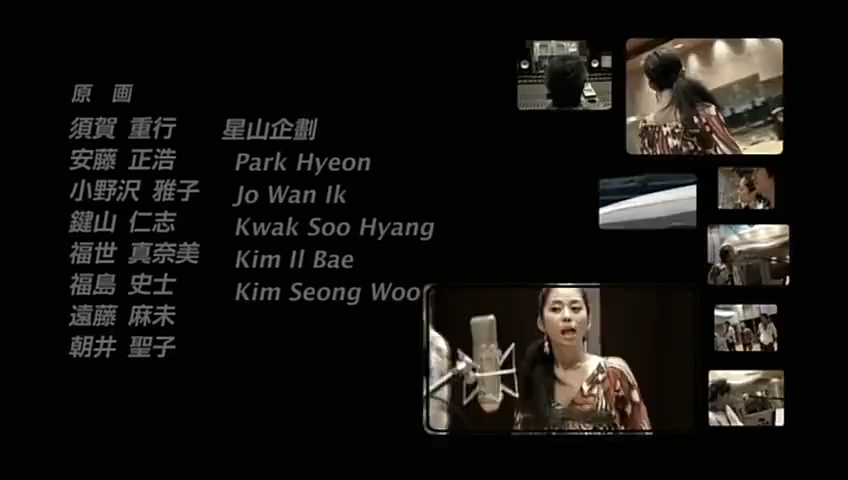 原 画
須賀 重行
安藤 正浩
小野沢 雅子
鍵山 仁志
福世 真奈美
福島 史士
遠藤 麻未
朝井 聖子
星山企劃
Park Hyeon
Jo Wan Ik
Kwak Soo Hyang
Kim Il Bae
Kim Seong Woo